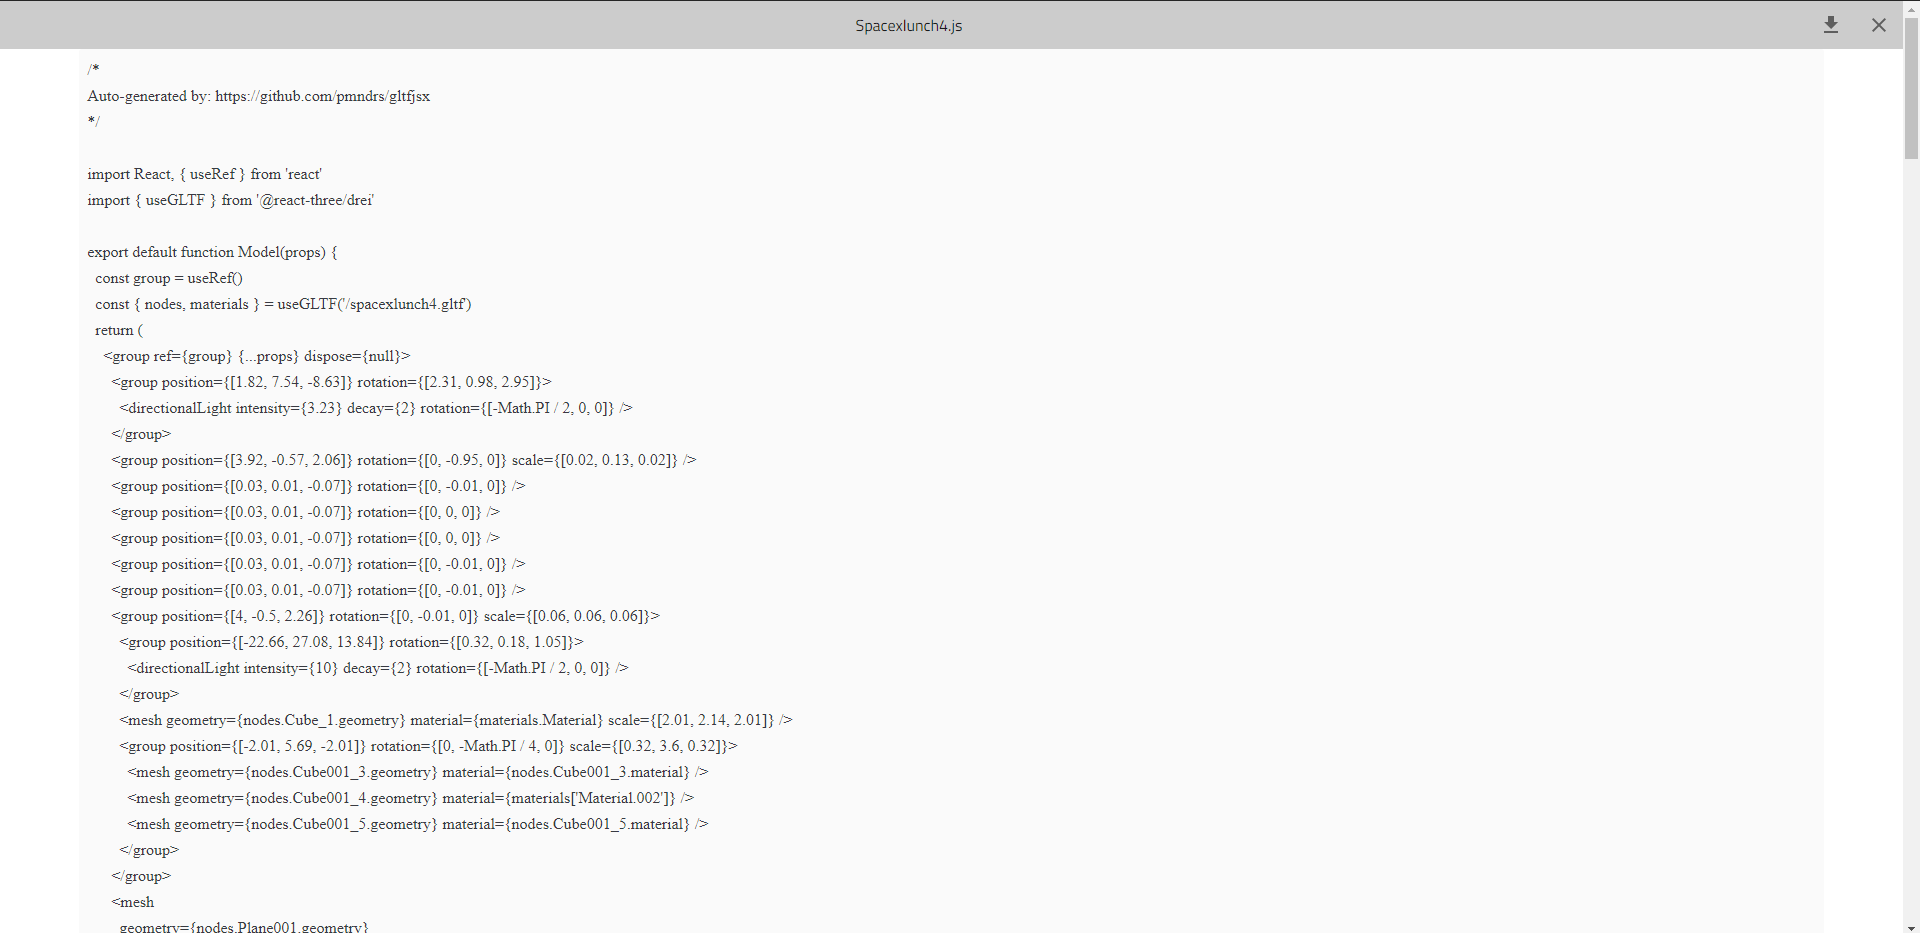 Spacexlunch4.js
/*
Auto-generated by: https://github.com/pmndrs/gltfjsx
*/
import React, { useRef } from 'react'
import { useGLTF } from '@react-three/drei'
export default function Model(props) {
const group = useRef()
const { nodes, materials } = useGLTF('/spacexlunch4.gltf')
return (
<group ref={group} {...props} dispose={null}>
<group position={[1.82, 7.54, -8.63]} rotation={[2.31, 0.98, 2.95]}>
<directionalLight intensity={3.23} decay={2} rotation={[-Math.PI / 2, 0, 0]} />
</group>
<group position={[3.92, -0.57, 2.06]} rotation={[0, -0.95, 0]} scale={[0.02, 0.13, 0.02]} />
<group position={[0.03, 0.01, -0.07]} rotation={[0, -0.01, 0]} />
<group position={[0.03, 0.01, -0.07]} rotation={[0, 0, 0]} />
<group position={[0.03, 0.01, -0.07]} rotation={[0, 0, 0]} />
<group position={[0.03, 0.01, -0.07]} rotation={[0, -0.01, 0]} />
<group position={[0.03, 0.01, -0.07]} rotation={[0, -0.01, 0]} />
<group position={[4, -0.5, 2.26]} rotation={[0, -0.01, 0]} scale={[0.06, 0.06, 0.06]}>
<group position={[-22.66, 27.08, 13.84]} rotation={[0.32, 0.18, 1.05]}>
<directionalLight intensity={10} decay={2} rotation={[-Math.PI / 2, 0, 0]} />
</group>
<mesh geometry={nodes.Cube_1.geometry} material={materials.Material} scale={[2.01, 2.14, 2.01]} />
<group position={[-2.01, 5.69, -2.01]} rotation={[0, -Math.PI / 4, 0]} scale={[0.32, 3.6, 0.32]}>
<mesh geometry={nodes.Cube001_3.geometry} material={nodes.Cube001_3.material} />
<mesh geometry={nodes.Cube001_4.geometry} material={materials['Material.002']} />
<mesh geometry={nodes.Cube001_5.geometry} material={nodes.Cube001_5.material} />
</group>
</group>
<mesh
geometry={nodes.Plane001.geometry}